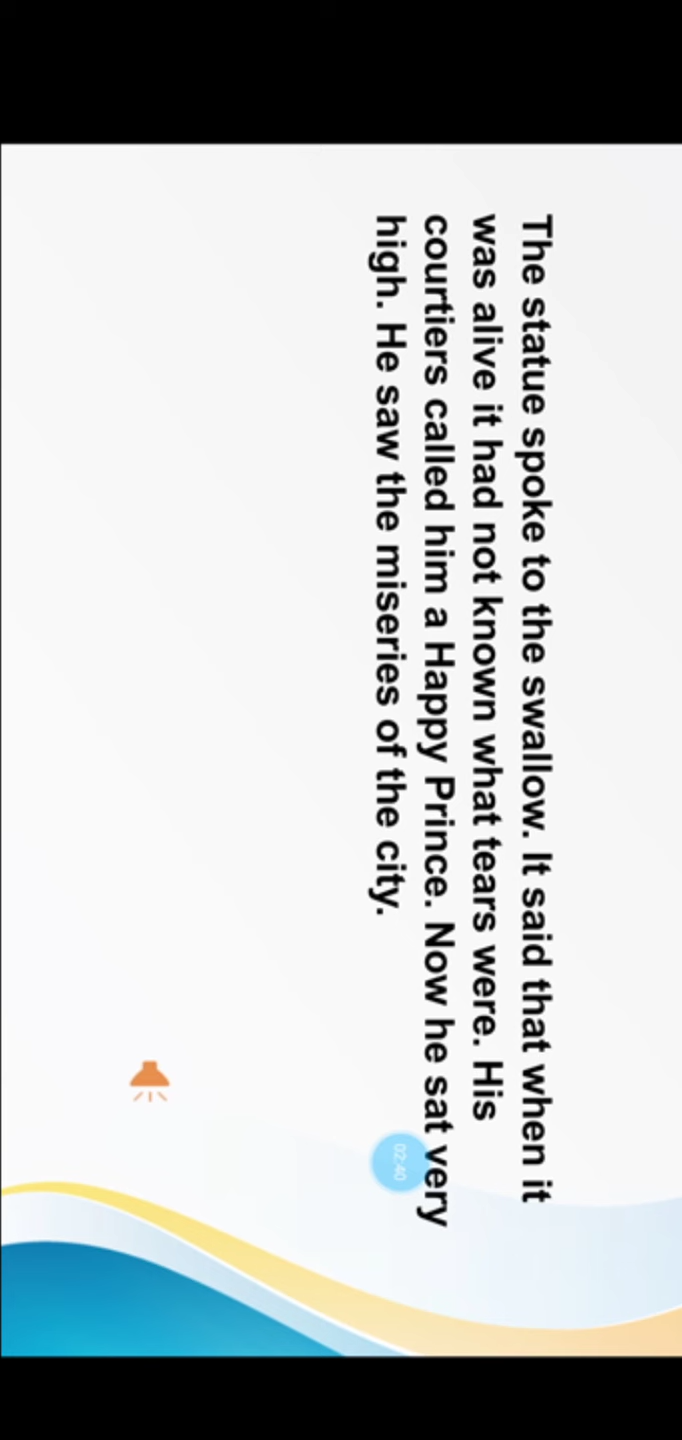 The statue spoke to the swallow. It said that when it
was alive it had not known what tears were. His
courtiers called him a Happy Prince. Now he sat very
high. He saw the miseries of the city.
02:40